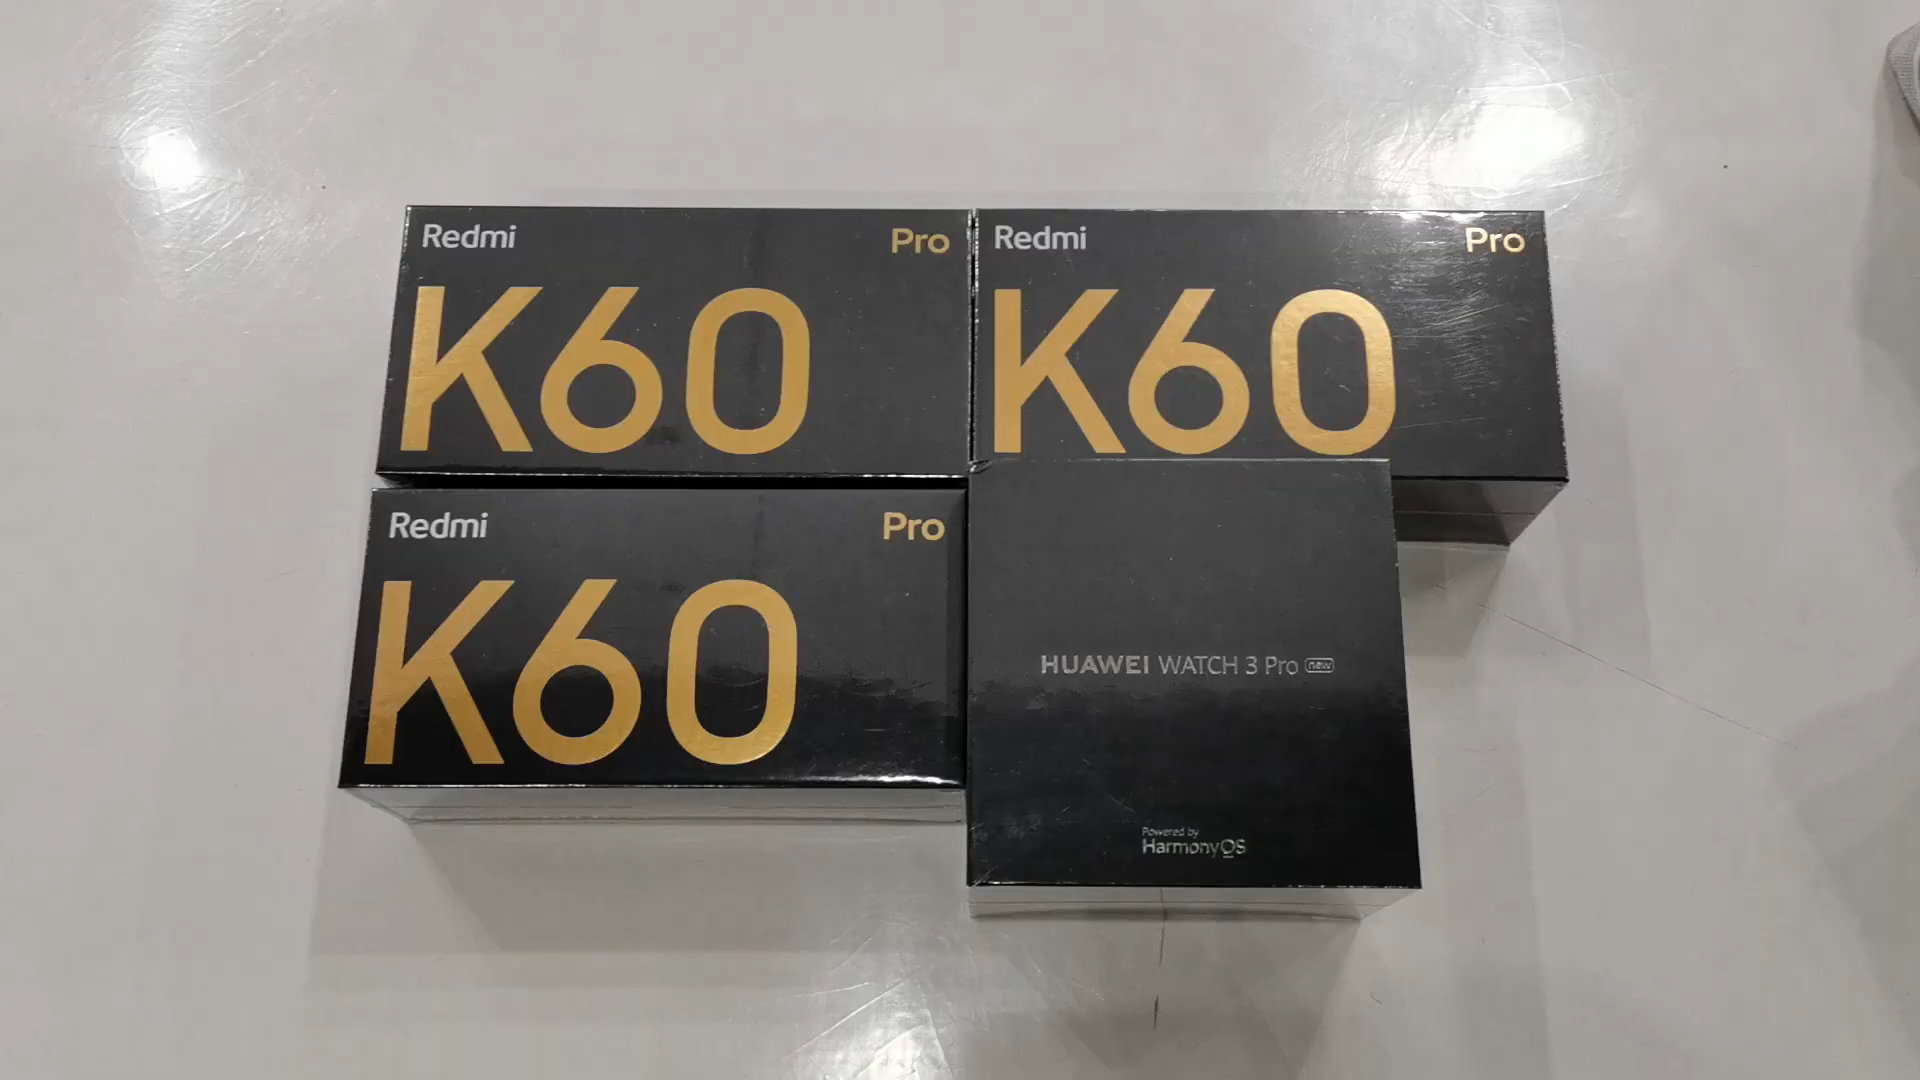 Redmi Pro
K60
Redmi Pro
K60
Redmi Pro
K60
HUAWEI WATCH 3 Pro new
Powered by
HarmonyOS